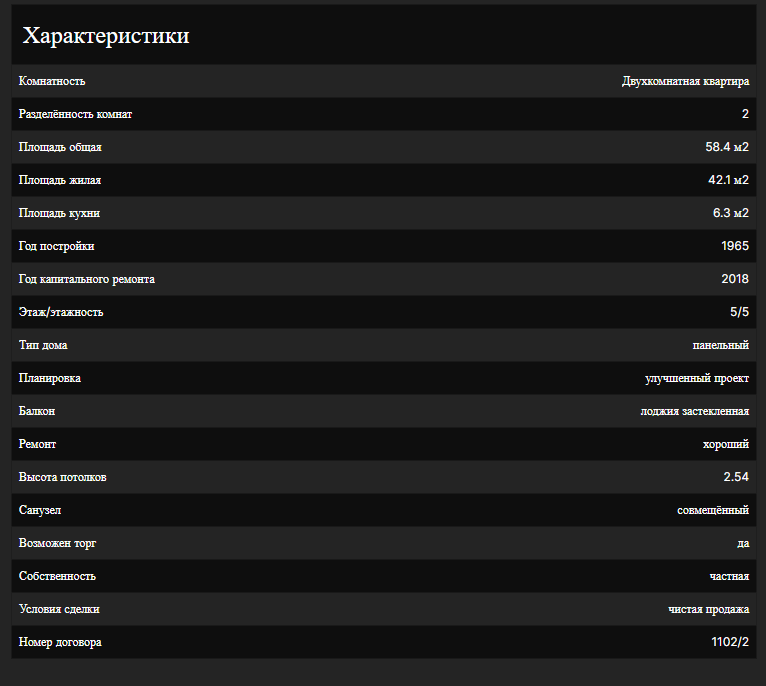 Характеристики
Комнатность Двухкомнатная квартира
Разделённость комнат 2
Площадь общая 58.4 м2
Площадь жилая 42.1 м2
Площадь кухни 6.3 м2
Год постройки 1965
Год капитального ремонта 2018
Этаж/этажность 5/5
Тип дома панельный
Планировка улучшенный проект
Балкон лоджия застекленная
Ремонт хороший
Высота потолков 2.54
Санузел совмещённый
Возможен торг да
Собственность частная
Условия сделки чистая продажа
Номер договора 1102/2